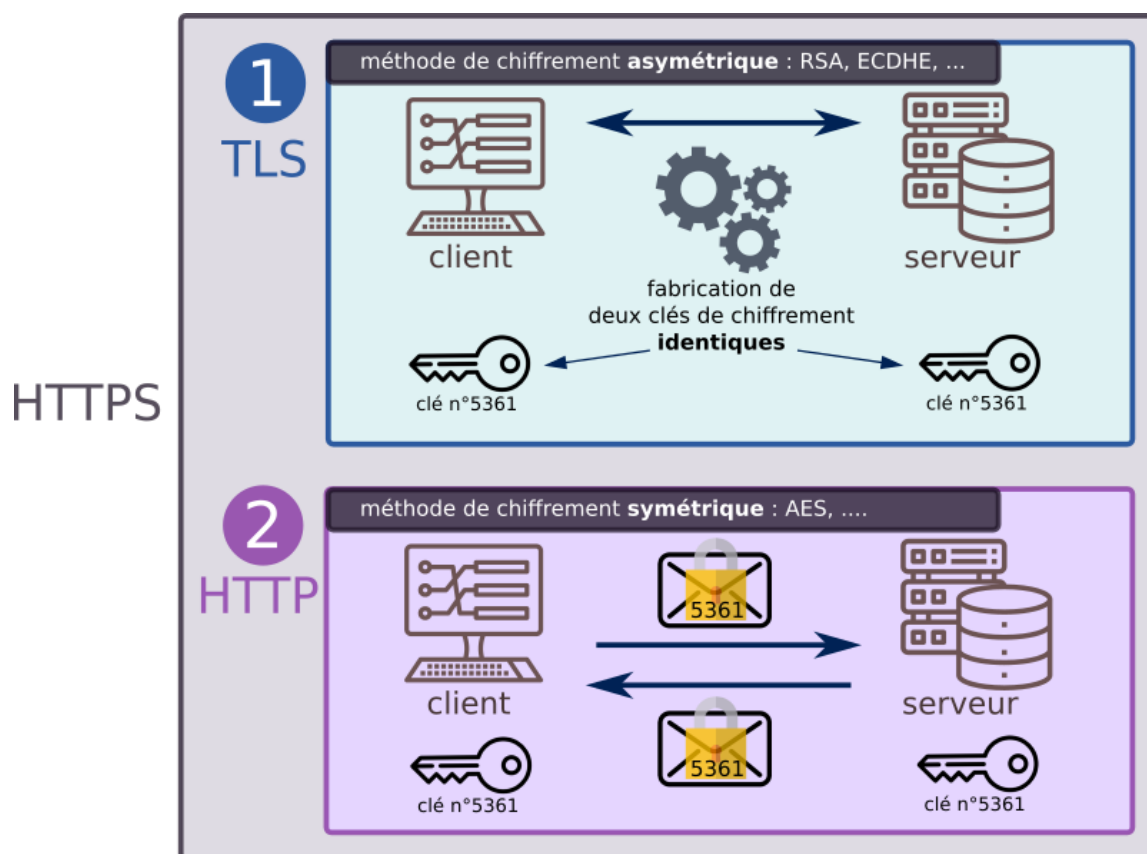 HTTPS
1
TLS
méthode de chiffrement asymétrique : RSA, ECDHE, ...
client
serveur
fabrication de
deux clés de chiffrement
identiques
clé n°5361
clé n°5361
2
HTTP
méthode de chiffrement symétrique : AES, ....
5361
client
serveur
5361
clé n°5361
clé n°5361